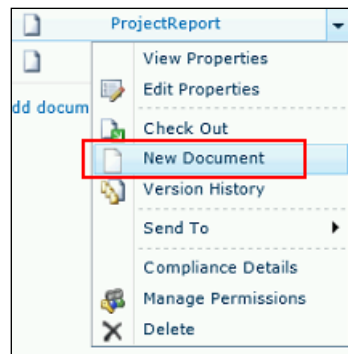 ProjectReport
View Properties
Edit Properties
dd docum
Check Out
New Document
Version History
Send To
Compliance Details
Manage Permissions
Delete